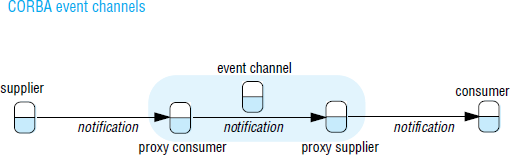 CORBA event channels
event channel
supplier
consumer
notification
notification
notification
proxy consumer
proxy supplier